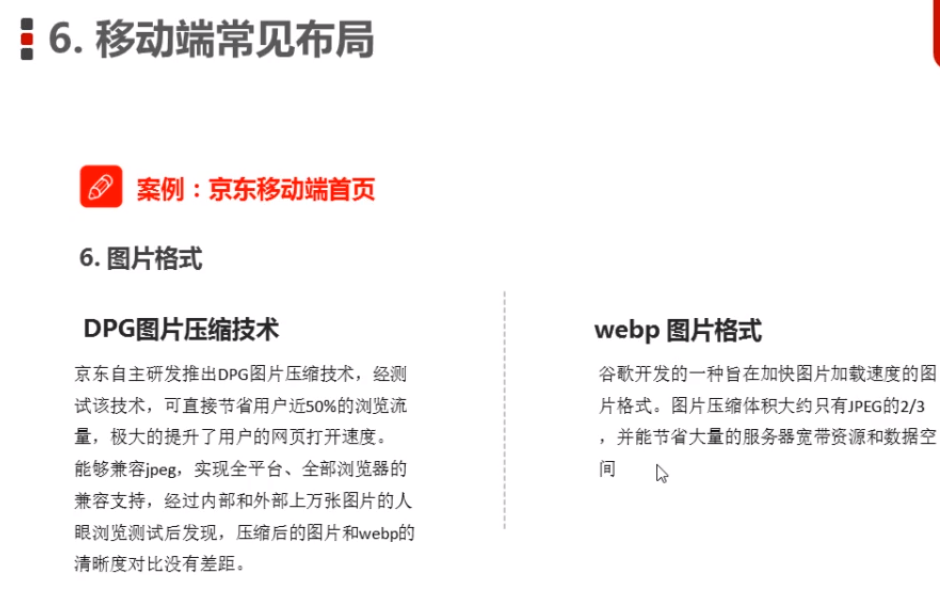 6. 移动端常见布局
案例：京东移动端首页
6. 图片格式
DPG图片压缩技术
京东自主研发推出DPG图片压缩技术，经测
试该技术，可直接节省用户近50%的浏览流
量，极大的提升了用户的网页打开速度。
能够兼容jpeg，实现全平台、全部浏览器的
兼容支持，经过内部和外部上万张图片的人
眼浏览测试后发现，压缩后的图片和webp的
清晰度对比没有差距。
webp 图片格式
谷歌开发的一种旨在加快图片加载速度的图
片格式。图片压缩体积大约只有JPEG的2/3
，并能节省大量的服务器宽带资源和数据空
间